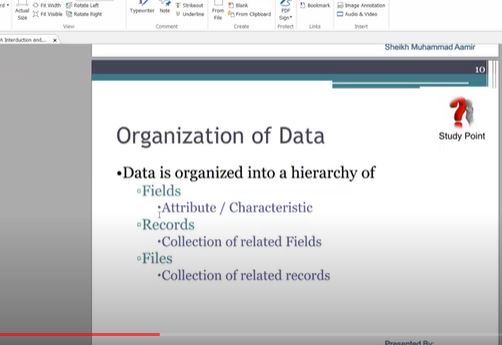 Actual Size
Fit Width
Fit Visible
Rotate Left
Rotate Right
View
Typewriter
Note
Strikeout
Underline
Comment
From File
Blank
From Clipboard
Create
PDF Sign
Protect
Bookmark
Links
Image Annotation
Audio & Video
Insert
Sheikh Muhammad Aamir
10
Study Point
Organization of Data
•Data is organized into a hierarchy of
▫Fields
•Attribute / Characteristic
▫Records
•Collection of related Fields
▫Files
•Collection of related records
Presented By: